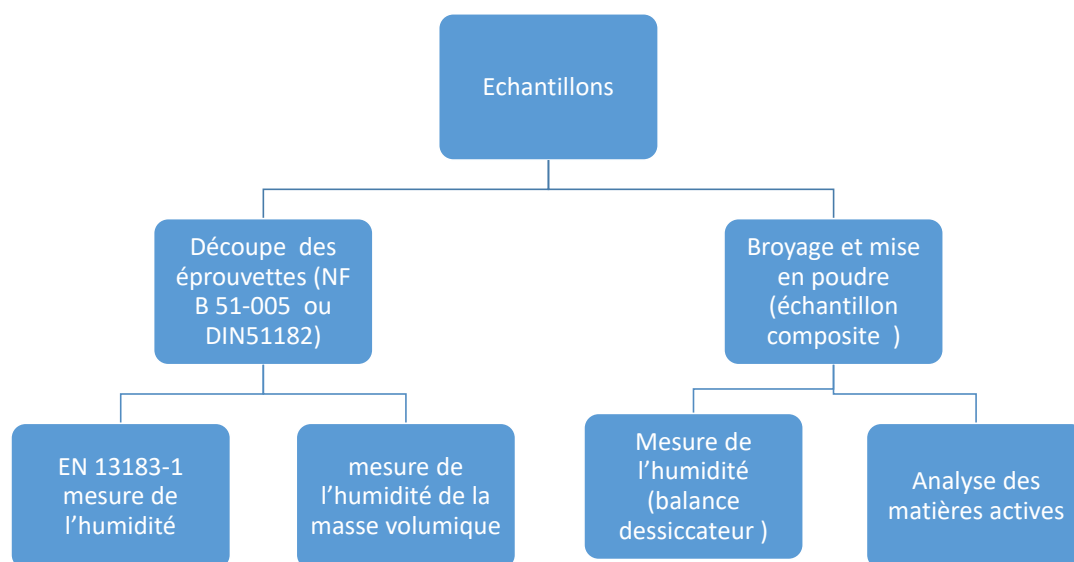 Echantillons
Découpe des
éprouvettes (NF
B 51-005 ou
DIN51182)
Broyage et mise
en poudre
(échantillon
composite )
EN 13183-1
mesure de
l'humidité
mesure de
l'humidité de la
masse volumique
Mesure de
l'humidité
(balance
dessiccateur )
Analyse des
matières actives